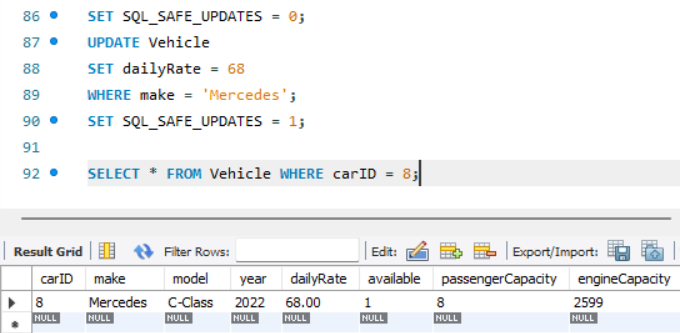 86 SET SQL_SAFE_UPDATES = 0;
87 UPDATE Vehicle
88 SET dailyRate = 68
89 WHERE make = 'Mercedes';
90 SET SQL_SAFE_UPDATES = 1;
91
92 SELECT * FROM Vehicle WHERE carID = 8;
Result Grid Filter Rows: Edit: Export/Import:
carID make model year dailyRate available passengerCapacity engineCapacity
8 Mercedes C-Class 2022 68.00 1 8 2599
NULL NULL NULL NULL NULL NULL NULL NULL